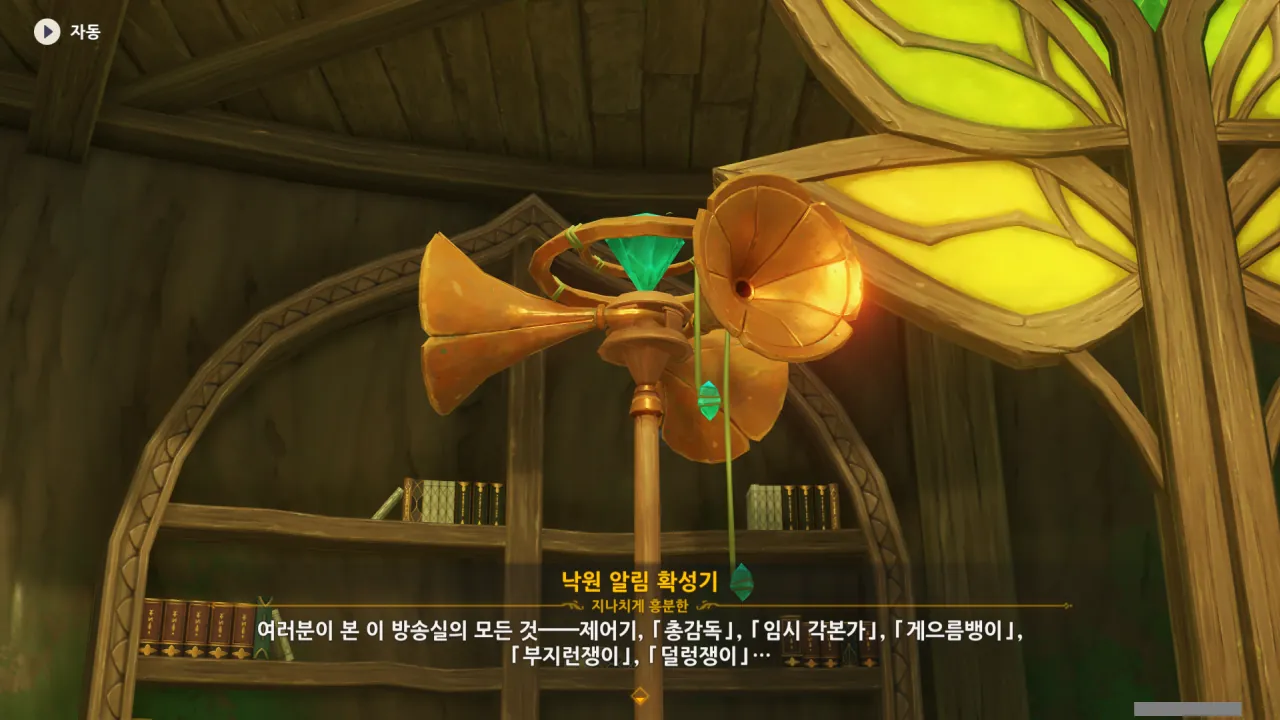 자동
낙원 알림 확성기
지나치게 흥분한
여러분이 본 이 방송실의 모든 것——제어기, 「총감독」, 「임시 각본가」, 「게으름뱅이」,
「부지런쟁이」, 「덜렁쟁이」…